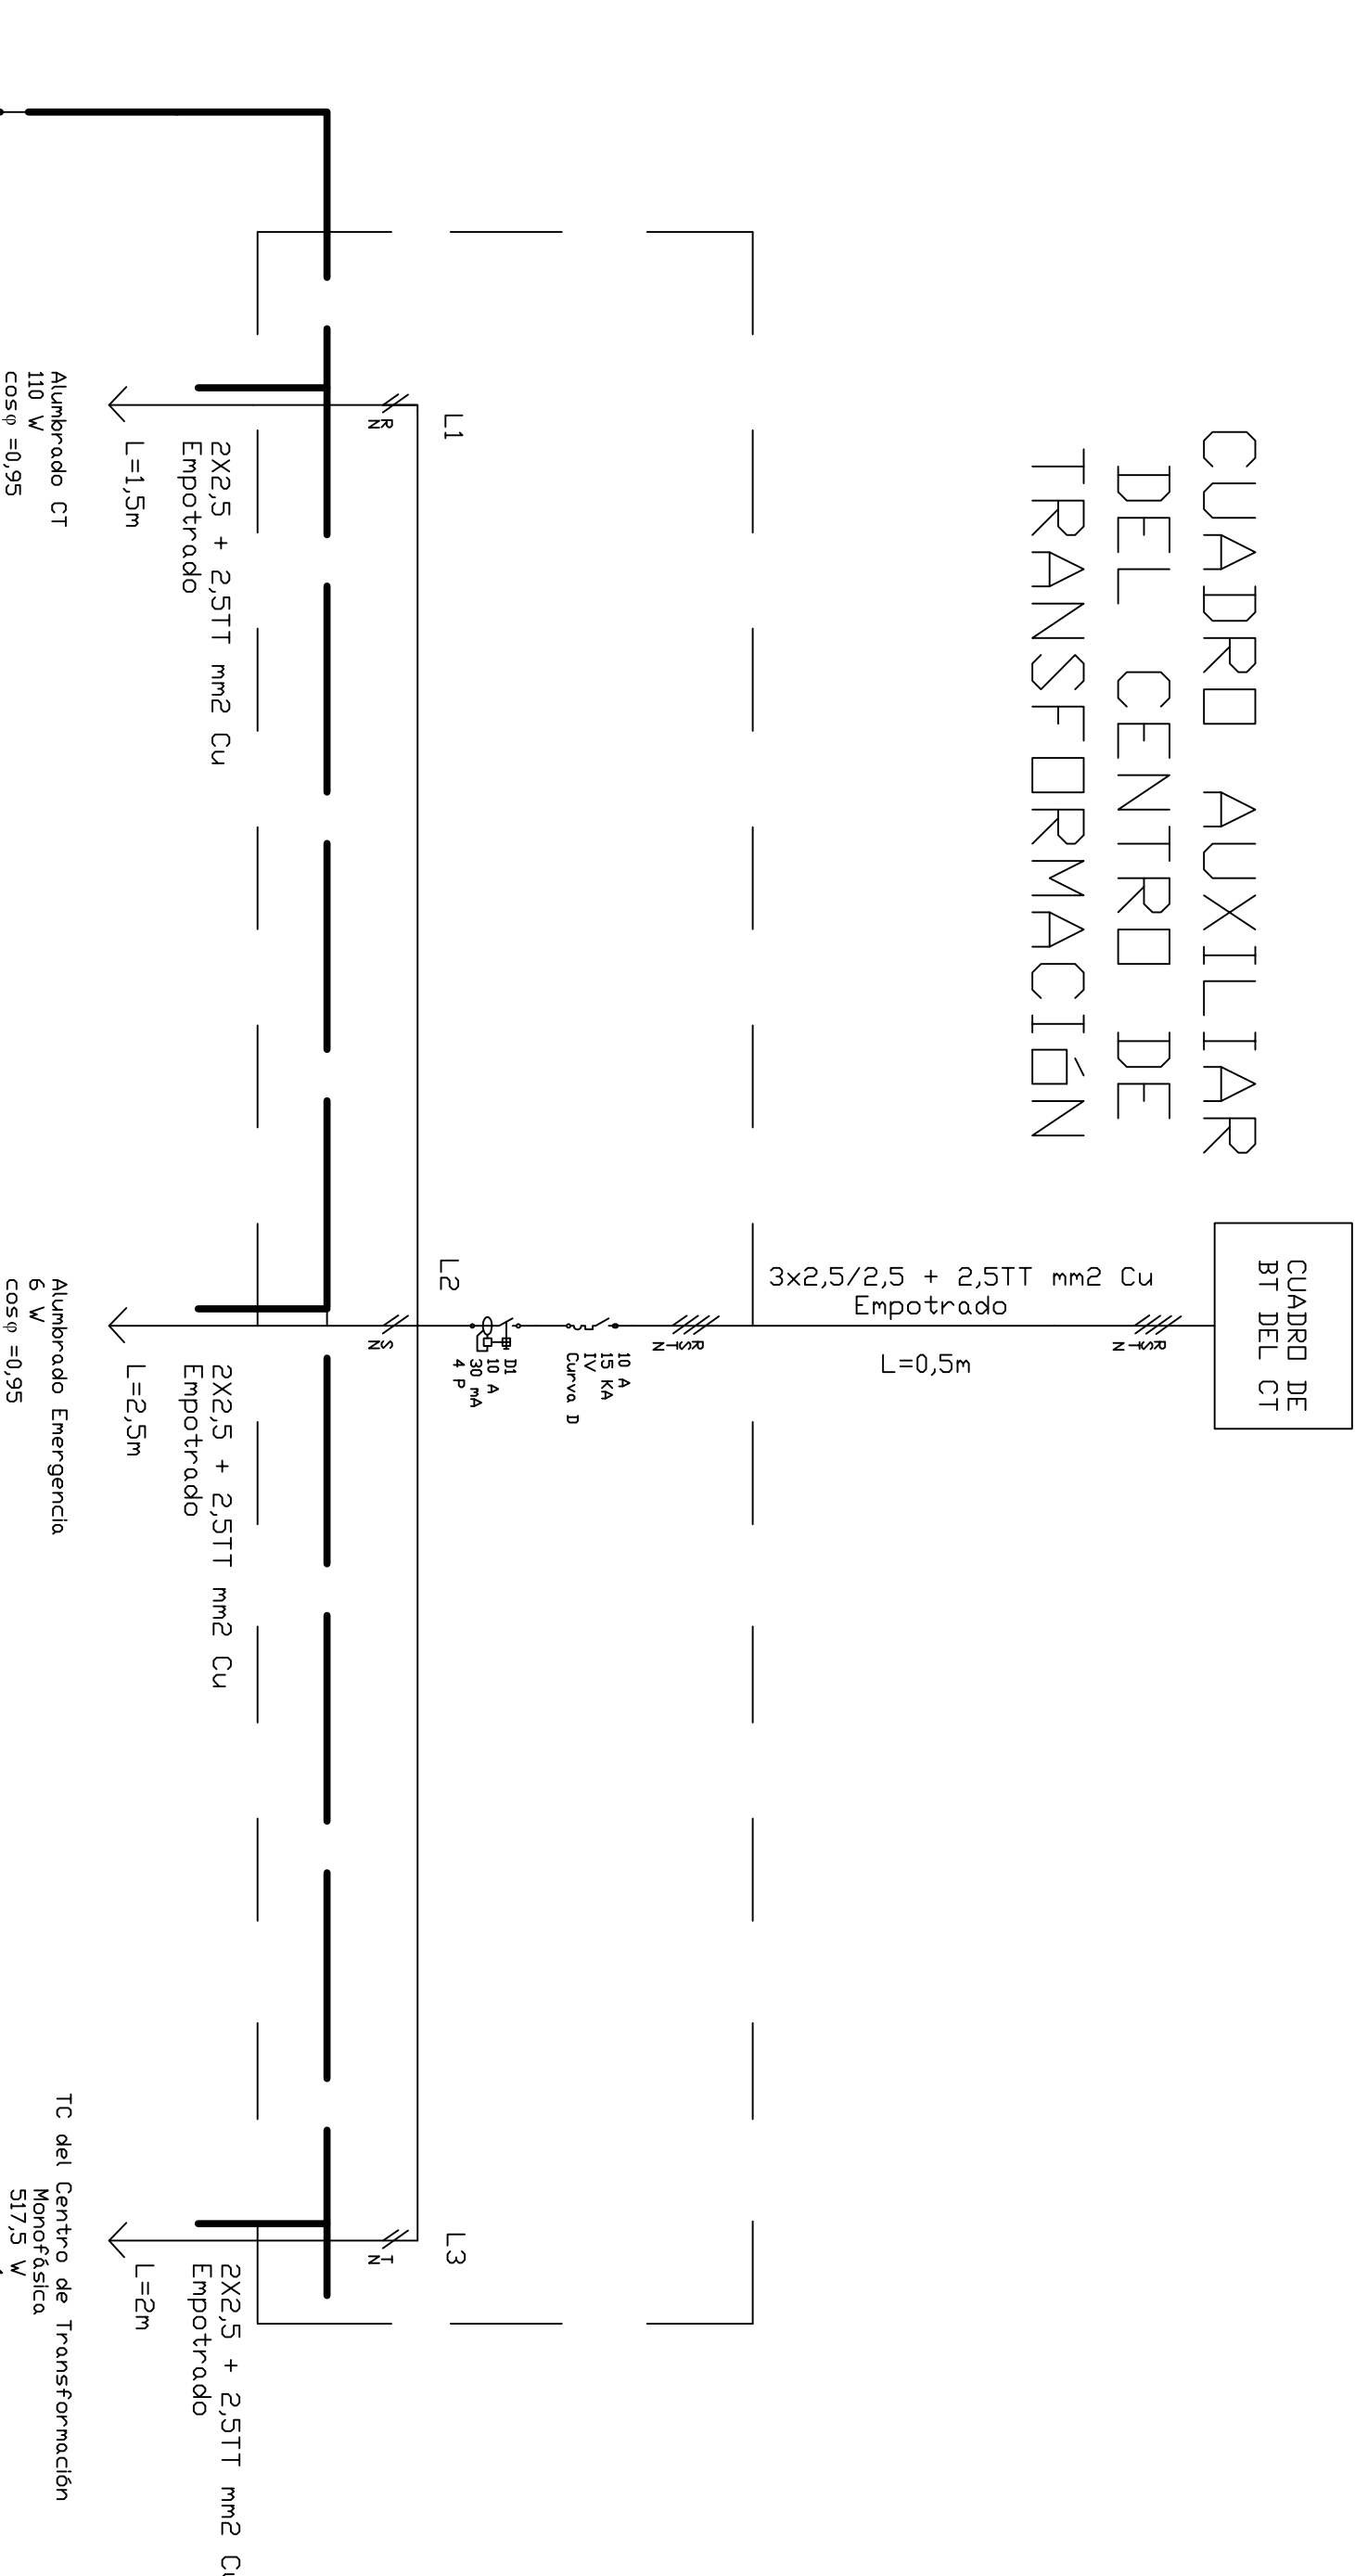 CUADRO AUXILIAR
DEL CENTRO DE
TRANSFORMACIÓN
CUADRO DE
BT DEL CT
R
S
T
N
3x2,5/2,5 + 2,5TT mm2 Cu
Empotrado
L=0,5m
R
S
T
N
10 A
15 KA
IV
Curva D
D1
10 A
30 mA
4 P
L1
R
N
2X2,5 + 2,5TT mm2 Cu
Empotrado
L=1,5m
Alumbrado CT
110 W
cosφ =0,95
L2
S
N
2X2,5 + 2,5TT mm2 Cu
Empotrado
L=2,5m
Alumbrado Emergencia
6 W
cosφ =0,95
L3
T
N
2X2,5 + 2,5TT mm2 Cu
Empotrado
L=2m
TC del Centro de Transformación
Monofásica
517,5 W